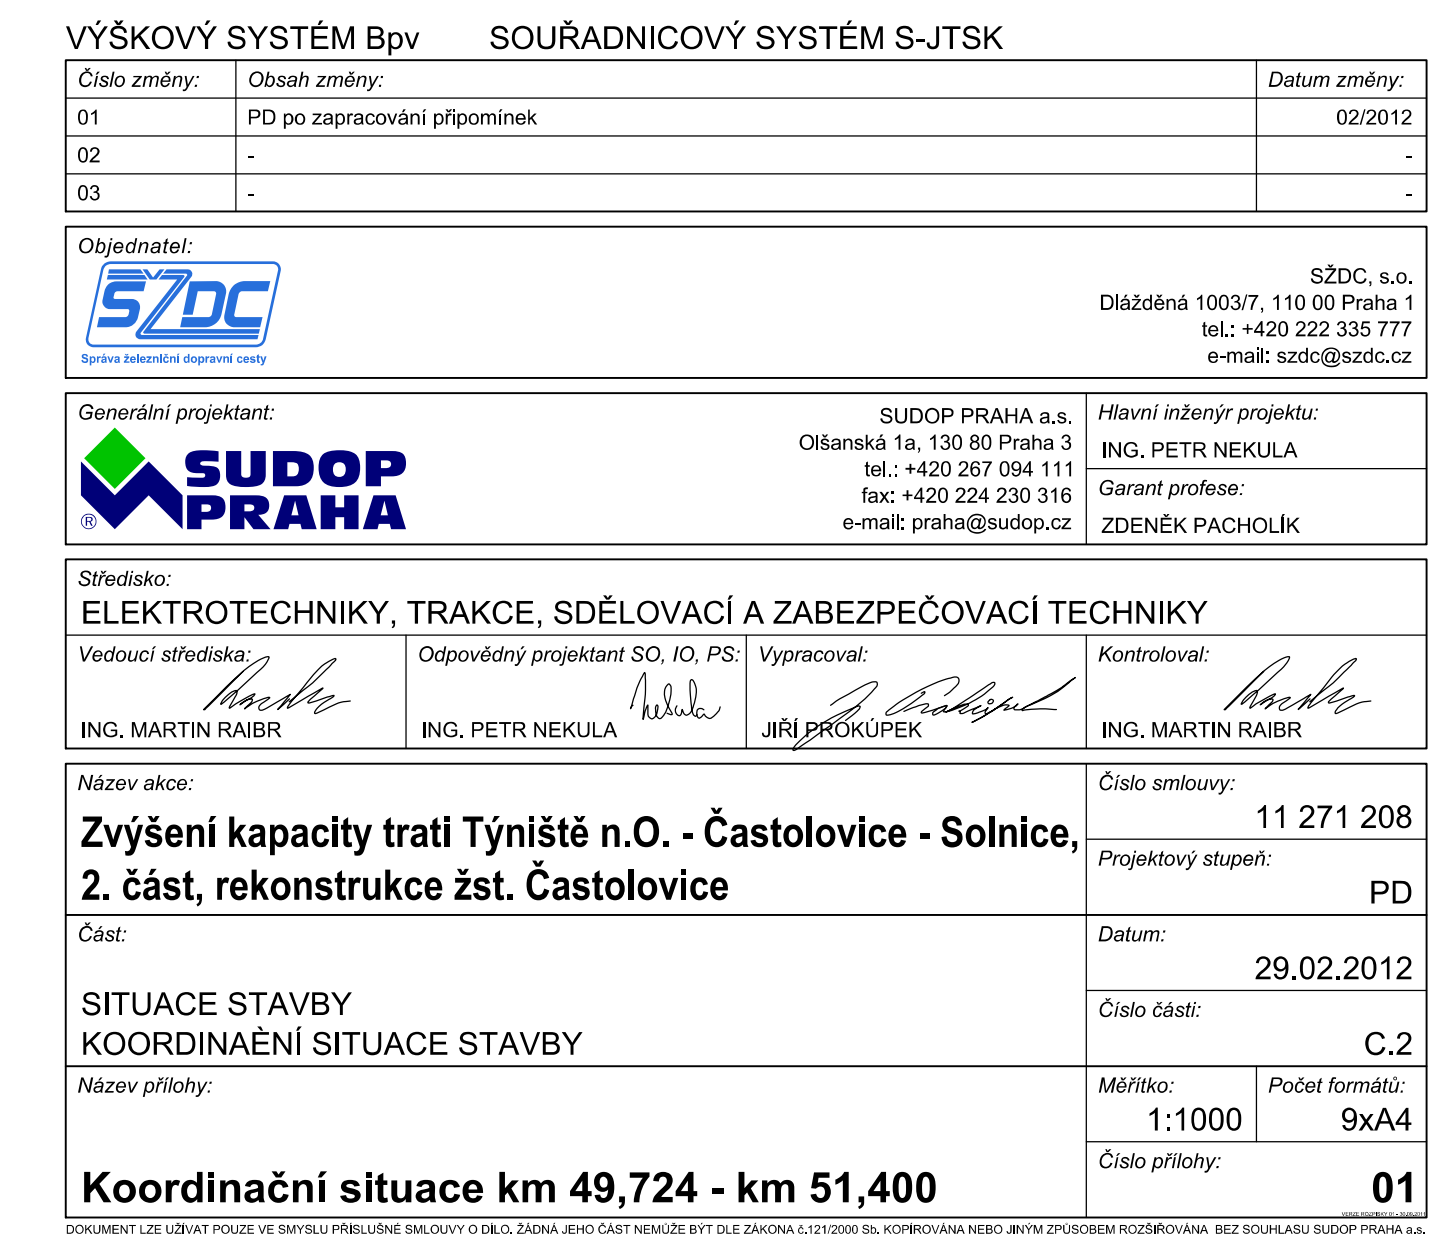 VÝŠKOVÝ SYSTÉM Bpv SOUŘADNICOVÝ SYSTÉM S-JTSK
Číslo změny: Obsah změny: Datum změny:
01 PD po zapracování připomínek 02/2012
02 - -
03 - -
Objednatel:
SŽDC
Správa železniční dopravní cesty
SŽDC, s.o.
Dlážděná 1003/7, 110 00 Praha 1
tel.: +420 222 335 777
e-mail: szdc@szdc.cz
Generální projektant:
SUDOP
PRAHA
®
SUDOP PRAHA a.s.
Olšanská 1a, 130 80 Praha 3
tel.: +420 267 094 111
fax: +420 224 230 316
e-mail: praha@sudop.cz
Hlavní inženýr projektu:
ING. PETR NEKULA
Garant profese:
ZDENĚK PACHOLÍK
Středisko:
ELEKTROTECHNIKY, TRAKCE, SDĚLOVACÍ A ZABEZPEČOVACÍ TECHNIKY
Vedoucí střediska:
ING. MARTIN RAIBR
Odpovědný projektant SO, IO, PS:
Nekula
ING. PETR NEKULA
Vypracoval:
J. Prokúpek
JIŘÍ PROKÚPEK
Kontroloval:
ING. MARTIN RAIBR
Název akce:
Zvýšení kapacity trati Týniště n.O. - Častolovice - Solnice,
2. část, rekonstrukce žst. Častolovice
Číslo smlouvy:
11 271 208
Projektový stupeň:
PD
Část:
SITUACE STAVBY
KOORDINAÈNÍ SITUACE STAVBY
Datum:
29.02.2012
Číslo části:
C.2
Název přílohy:
Koordinační situace km 49,724 - km 51,400
Měřítko:
1:1000
Počet formátů:
9xA4
Číslo přílohy:
01
DOKUMENT LZE UŽÍVAT POUZE VE SMYSLU PŘÍSLUŠNÉ SMLOUVY O DÍLO. ŽÁDNÁ JEHO ČÁST NEMŮŽE BÝT DLE ZÁKONA č.121/2000 Sb. KOPÍROVÁNA NEBO JINÝM ZPŮSOBEM ROZŠIŘOVÁNA BEZ SOUHLASU SUDOP PRAHA a.s.